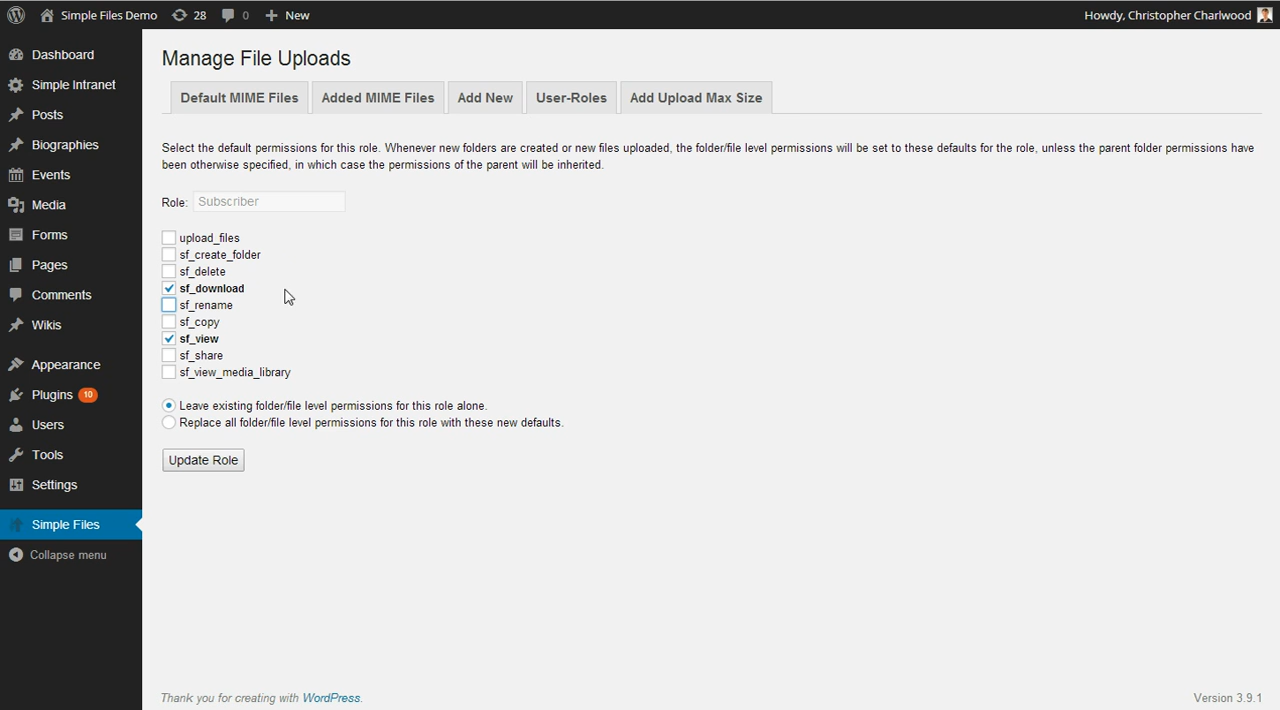 Simple Files Demo 28 0 New Howdy, Christopher Charlwood
Dashboard
Simple Intranet
Posts
Biographies
Events
Media
Forms
Pages
Comments
Wikis
Appearance
Plugins 10
Users
Tools
Settings
Simple Files
Collapse menu
Manage File Uploads
Default MIME Files Added MIME Files Add New User-Roles Add Upload Max Size
Select the default permissions for this role. Whenever new folders are created or new files uploaded, the folder/file level permissions will be set to these defaults for the role, unless the parent folder permissions have
been otherwise specified, in which case the permissions of the parent will be inherited.
Role: Subscriber
upload_files
sf_create_folder
sf_delete
sf_download
sf_rename
sf_copy
sf_view
sf_share
sf_view_media_library
Leave existing folder/file level permissions for this role alone.
Replace all folder/file level permissions for this role with these new defaults.
Update Role
Thank you for creating with WordPress. Version 3.9.1